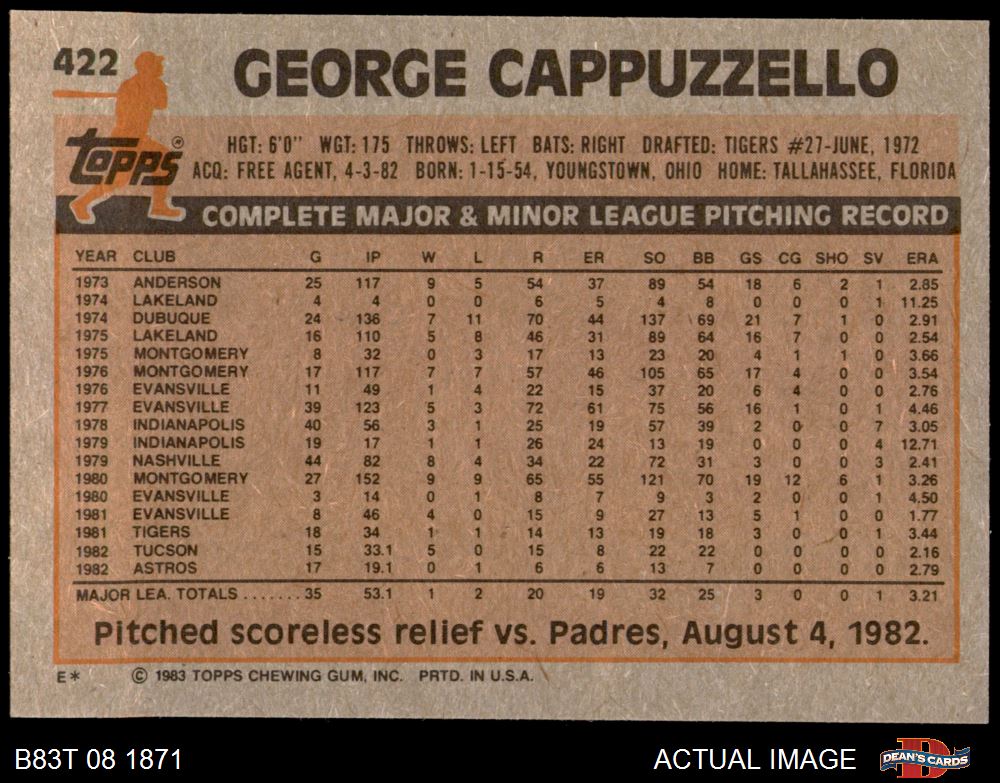 422
GEORGE CAPPUZZELLO
Topps®
HGT: 6'0" WGT: 175 THROWS: LEFT BATS: RIGHT DRAFTED: TIGERS #27-JUNE, 1972
ACQ: FREE AGENT, 4-3-82 BORN: 1-15-54, YOUNGSTOWN, OHIO HOME: TALLAHASSEE, FLORIDA
COMPLETE MAJOR & MINOR LEAGUE PITCHING RECORD
YEAR CLUB G IP W L R ER SO BB GS CG SHO SV ERA
1973 ANDERSON 25 117 9 5 54 37 89 54 18 6 2 1 2.85
1974 LAKELAND 4 4 0 0 6 5 4 8 0 0 0 1 11.25
1974 DUBUQUE 24 136 7 11 70 44 137 69 21 7 1 0 2.91
1975 LAKELAND 16 110 5 8 46 31 89 64 16 7 0 0 2.54
1975 MONTGOMERY 8 32 0 3 17 13 23 20 4 1 1 0 3.66
1976 MONTGOMERY 17 117 7 7 57 46 105 65 17 4 0 0 3.54
1976 EVANSVILLE 11 49 1 4 22 15 37 20 6 4 0 0 2.76
1977 EVANSVILLE 39 123 5 3 72 61 75 56 16 1 0 1 4.46
1978 INDIANAPOLIS 40 56 3 1 25 19 57 39 2 0 0 7 3.05
1979 INDIANAPOLIS 19 17 1 1 26 24 13 19 0 0 0 4 12.71
1979 NASHVILLE 44 82 8 4 34 22 72 31 3 0 0 3 2.41
1980 MONTGOMERY 27 152 9 9 65 55 121 70 19 12 6 1 3.26
1980 EVANSVILLE 3 14 0 1 8 7 9 3 2 0 0 1 4.50
1981 EVANSVILLE 8 46 4 0 15 9 27 13 5 1 0 0 1.77
1981 TIGERS 18 34 1 1 14 13 19 18 3 0 0 1 3.44
1982 TUCSON 15 33.1 5 0 15 8 22 22 0 0 0 0 2.16
1982 ASTROS 17 19.1 0 1 6 6 13 7 0 0 0 0 2.79
MAJOR LEA. TOTALS ....... 35 53.1 1 2 20 19 32 25 3 0 0 1 3.21
Pitched scoreless relief vs. Padres, August 4, 1982.
E* © 1983 TOPPS CHEWING GUM, INC. PRTD. IN U.S.A.
B83T 08 1871 ACTUAL IMAGE D DEAN'S CARDS